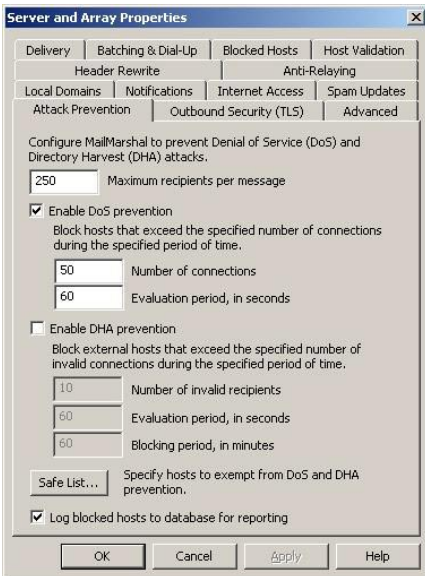 Server and Array Properties
Delivery
Batching & Dial-Up
Blocked Hosts
Host Validation
Header Rewrite
Anti-Relaying
Local Domains
Notifications
Internet Access
Spam Updates
Attack Prevention
Outbound Security (TLS)
Advanced
Configure MailMarshal to prevent Denial of Service (DoS) and
Directory Harvest (DHA) attacks.
250 Maximum recipients per message
Enable DoS prevention
Block hosts that exceed the specified number of connections
during the specified period of time.
50 Number of connections
60 Evaluation period, in seconds
Enable DHA prevention
Block external hosts that exceed the specified number of
invalid connections during the specified period of time.
10 Number of invalid recipients
60 Evaluation period, in seconds
60 Blocking period, in minutes
Safe List...
Specify hosts to exempt from DoS and DHA
prevention.
Log blocked hosts to database for reporting
OK
Cancel
Apply
Help